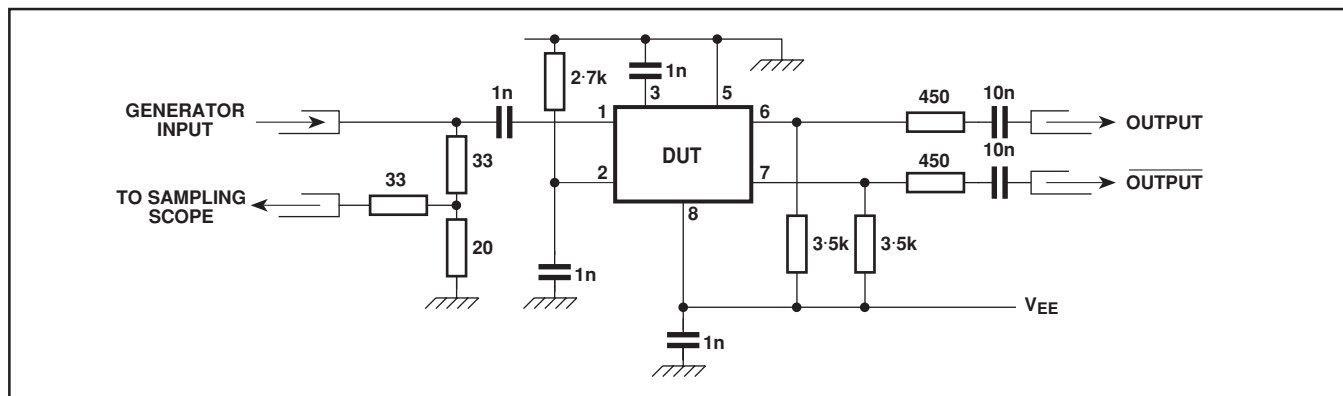 1n
2·7k
3
5
GENERATOR
INPUT
1n
1
6
450
10n
OUTPUT
33
DUT
10n
TO SAMPLING
SCOPE
33
2
7
450
OUTPUT
8
20
3·5k
3·5k
1n
VEE
1n